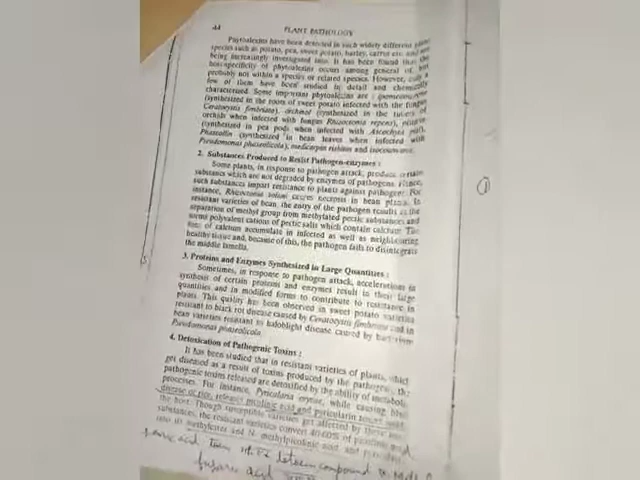 44 PLANT PATHOLOGY
Phytoalexins have been detected in such widely different plant
species such as potato, pea, sweet potato, barley, carrot etc. and are
being increasingly investigated into. It has been found that the
host-specificity of phytoalexins occurs among general of but
probably not within a species or related species. However, only a
few of them have been studied in detail and chemically
characterised. Some important phytoalexins are : ipomeamarone
(synthesized in the roots of sweet potato infected with the fungus
Ceratocystis fimbriata), orchinol (synthesized in the tubers of
orchids when infected with fungus Rhizoctonia repens), pisatin
(synthesized in pea pods when infected with Ascochyta pisi),
Phaseollin (synthesized in bean leaves when infected with
Pseudomonas phaseolicola), and
2. Substances Produced to Resist Pathogen-enzymes :
Some plants, in response to pathogen attack, produce certain
substances which are not degraded by enzymes of pathogens. Hence,
such substances impart resistance to plants against pathogen. For
instance, Rhizoctonia solani causes necrosis in bean plants. In
resistant varieties of bean, the entry of the pathogen results in the
separation of methyl group from methylated pectic substances and
forms polyvalent cations of pectic salts which contain calcium. The
ions of calcium accumulate in infected as well as neighbouring
healthy tissue and, because of this, the pathogen fails to disintegrate
the middle lamella.
3. Proteins and Enzymes Synthesized in Large Quantities :
Sometimes, in response to pathogen attack, accelerations in
synthesis of certain proteins and enzymes result in their large
quantities and in modified forms to contribute to resistance in
plants. This quality has been observed in sweet potato varieties
resistant to black rot disease caused by Ceratocystis fimbriata and in
bean varieties resistant to haloblight disease caused by bacterium
Pseudomonas phaseolicola.
4. Detoxication of Pathogenic Toxins :
It has been studied that in resistant varieties of plants, which
get diseased as a result of toxins produced by the pathogen, the
pathogenic toxins released are detoxified by the ability of metabolic
processes. For instance, Pyricularia oryzae, while causing blast
disease of rice, releases picolinic acid and pyricularin toxins inside
the host. Though susceptible varieties get affected by these
substances, the resistant varieties convert picolinic acid
into its methylester and N-methylpicolinic acid, and
acid toxin compound
fusaric acid